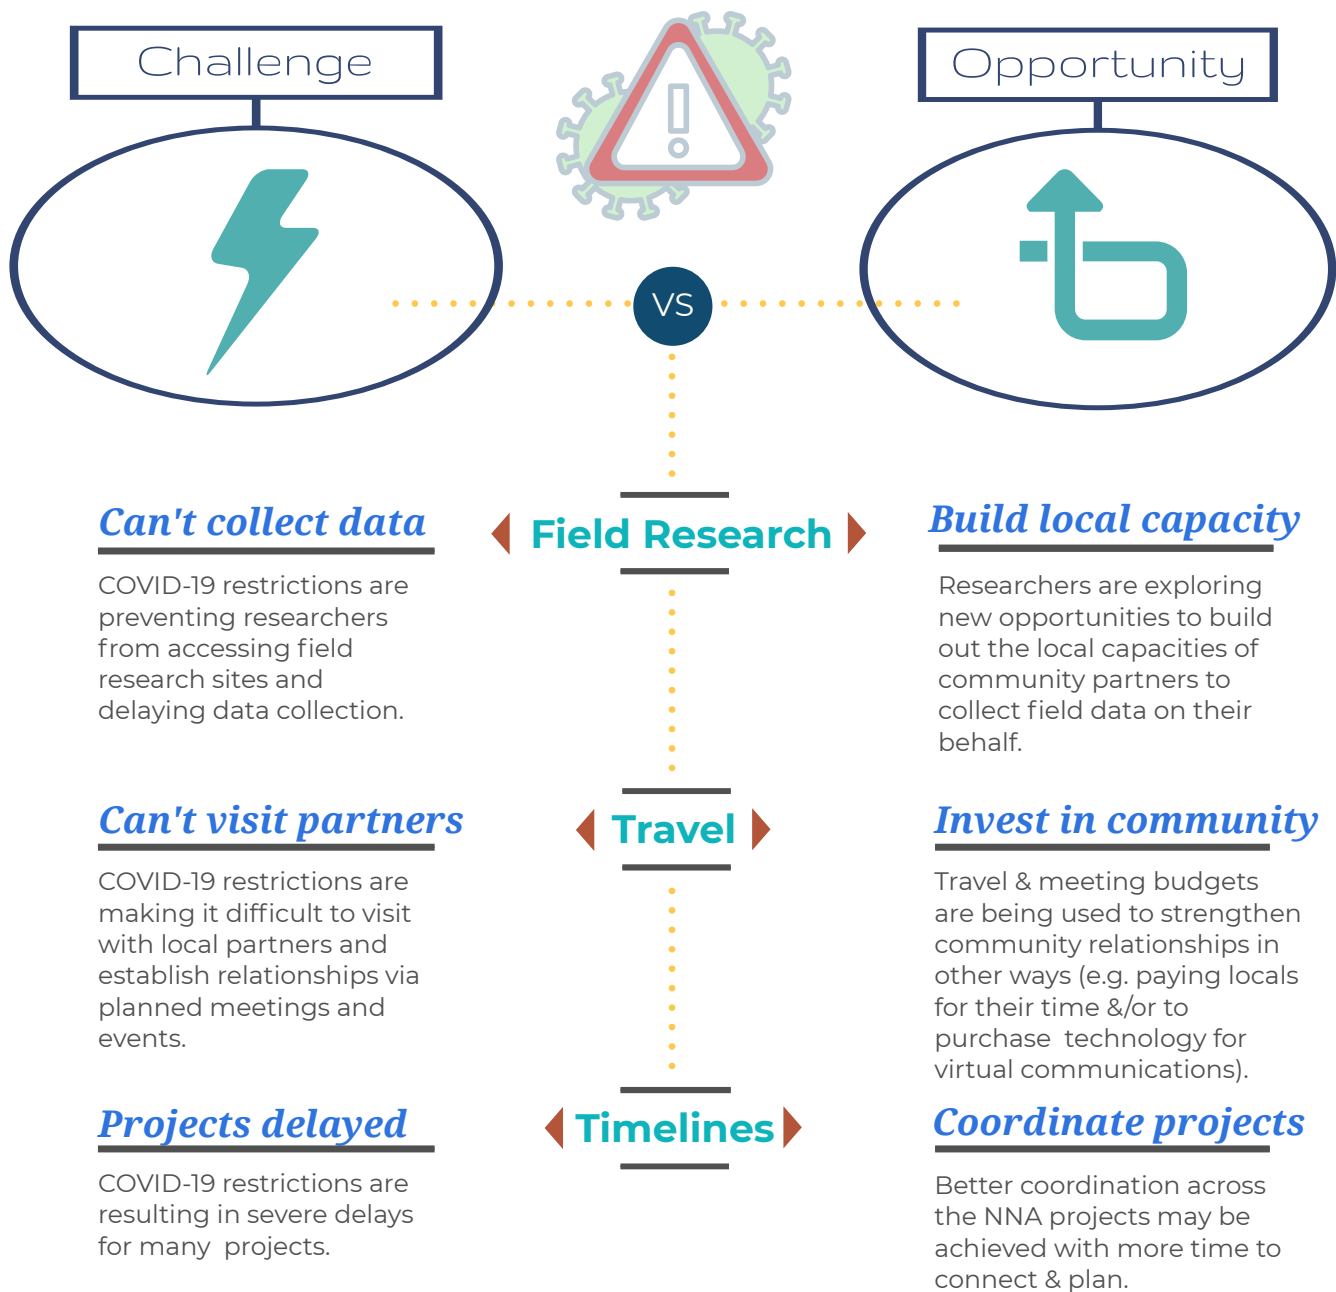 Challenge
Opportunity
VS
Can't collect data
Field Research
Build local capacity
COVID-19 restrictions are
preventing researchers
from accessing field
research sites and
delaying data collection.
Researchers are exploring
new opportunities to build
out the local capacities of
community partners to
collect field data on their
behalf.
Can't visit partners
Travel
Invest in community
COVID-19 restrictions are
making it difficult to visit
with local partners and
establish relationships via
planned meetings and
events.
Travel & meeting budgets
are being used to strengthen
community relationships in
other ways (e.g. paying locals
for their time &/or to
purchase  technology for
virtual communications).
Projects delayed
Timelines
Coordinate projects
COVID-19 restrictions are
resulting in severe delays
for many  projects.
Better coordination across
the NNA projects may be
achieved with more time to
connect & plan.